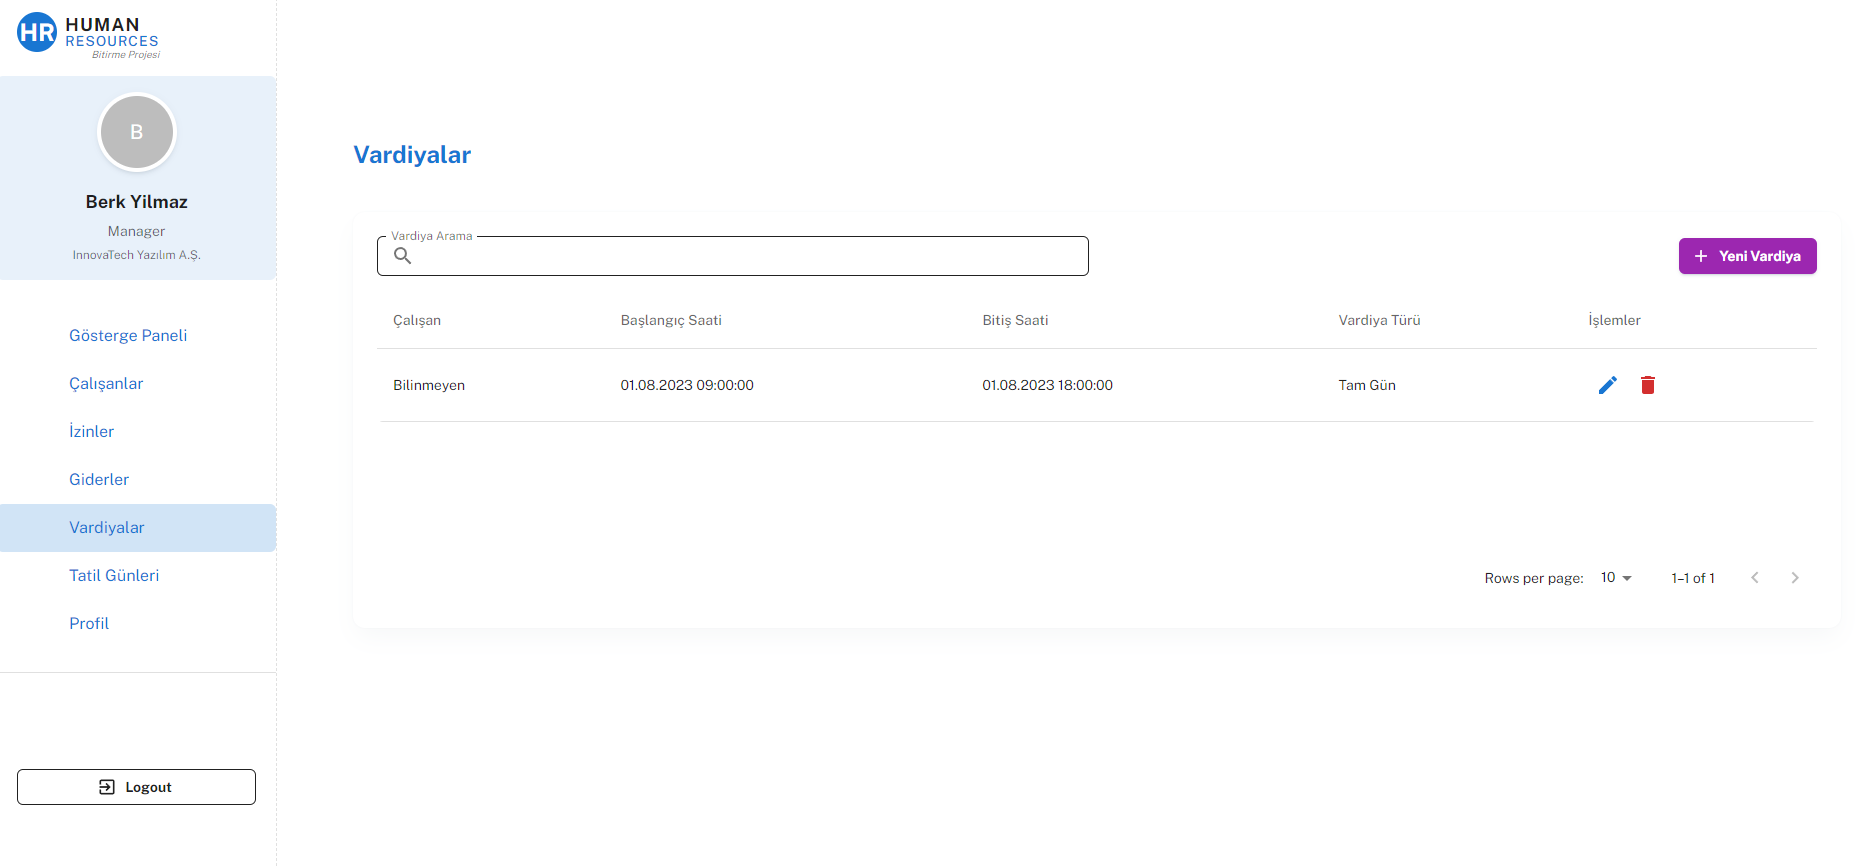 HR HUMAN
RESOURCES
Bitirme Projesi
B
Berk Yilmaz
Manager
InnovaTech Yazılım A.Ş.
Gösterge Paneli
Çalışanlar
İzinler
Giderler
Vardiyalar
Tatil Günleri
Profil
Logout
Vardiyalar
Vardiya Arama
Yeni Vardiya
Çalışan Başlangıç Saati Bitiş Saati Vardiya Türü İşlemler
Bilinmeyen 01.08.2023 09:00:00 01.08.2023 18:00:00 Tam Gün
Rows per page: 10 1–1 of 1